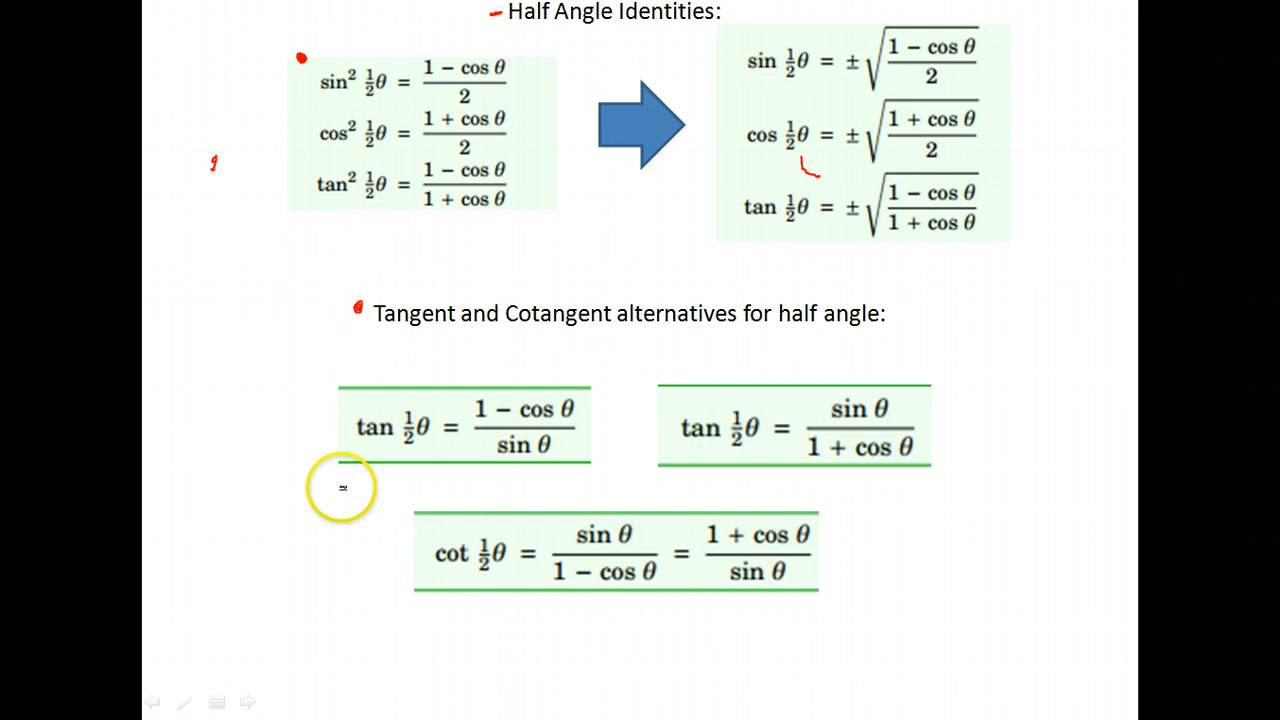 Half Angle Identities:
sin² ½θ = (1 − cos θ)/2
cos² ½θ = (1 + cos θ)/2
tan² ½θ = (1 − cos θ)/(1 + cos θ)
sin ½θ = ±√((1 − cos θ)/2)
cos ½θ = ±√((1 + cos θ)/2)
tan ½θ = ±√((1 − cos θ)/(1 + cos θ))
Tangent and Cotangent alternatives for half angle:
tan ½θ = (1 − cos θ)/sin θ
tan ½θ = sin θ/(1 + cos θ)
cot ½θ = sin θ/(1 − cos θ) = (1 + cos θ)/sin θ